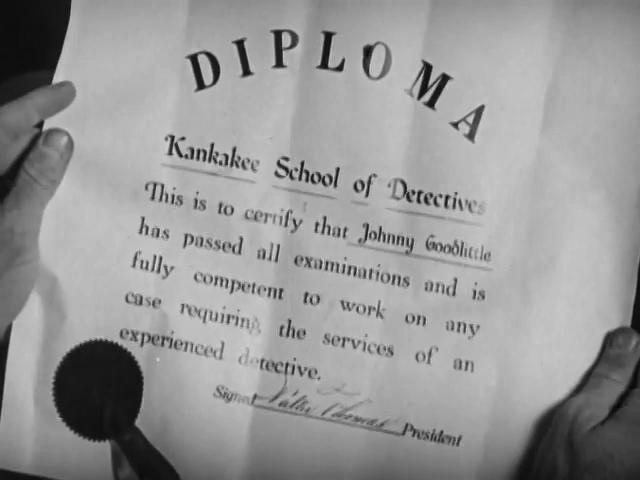 DIPLOMA
Kankakee School of Detectives
This is to certify that Johnny Goodlittle
has passed all examinations and is
fully competent to work on any
case requiring the services of an
experienced detective.
Signed President